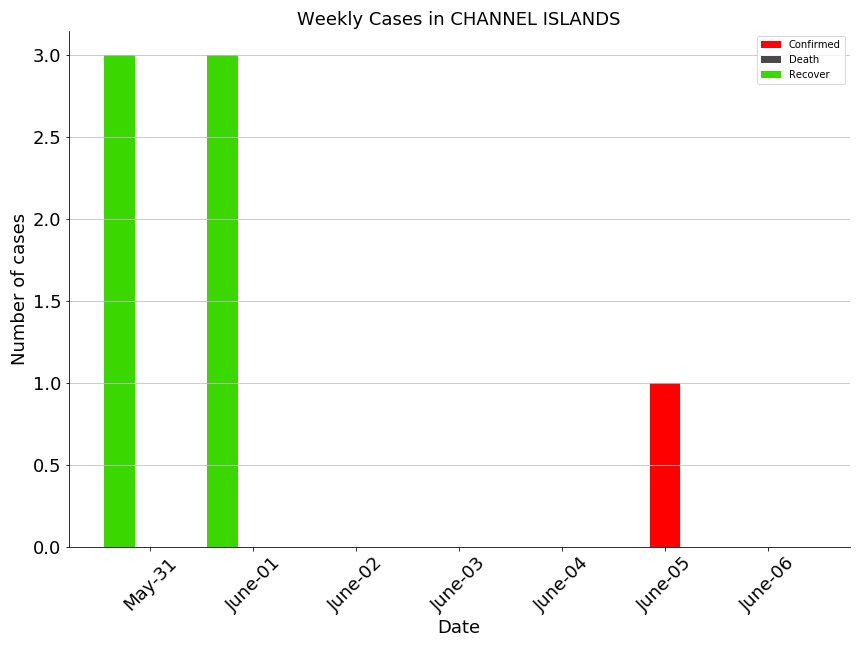 Weekly Cases in CHANNEL ISLANDS
Confirmed
Death
Recover
Number of cases
3.0
2.5
2.0
1.5
1.0
0.5
0.0
May-31
June-01
June-02
June-03
June-04
June-05
June-06
Date